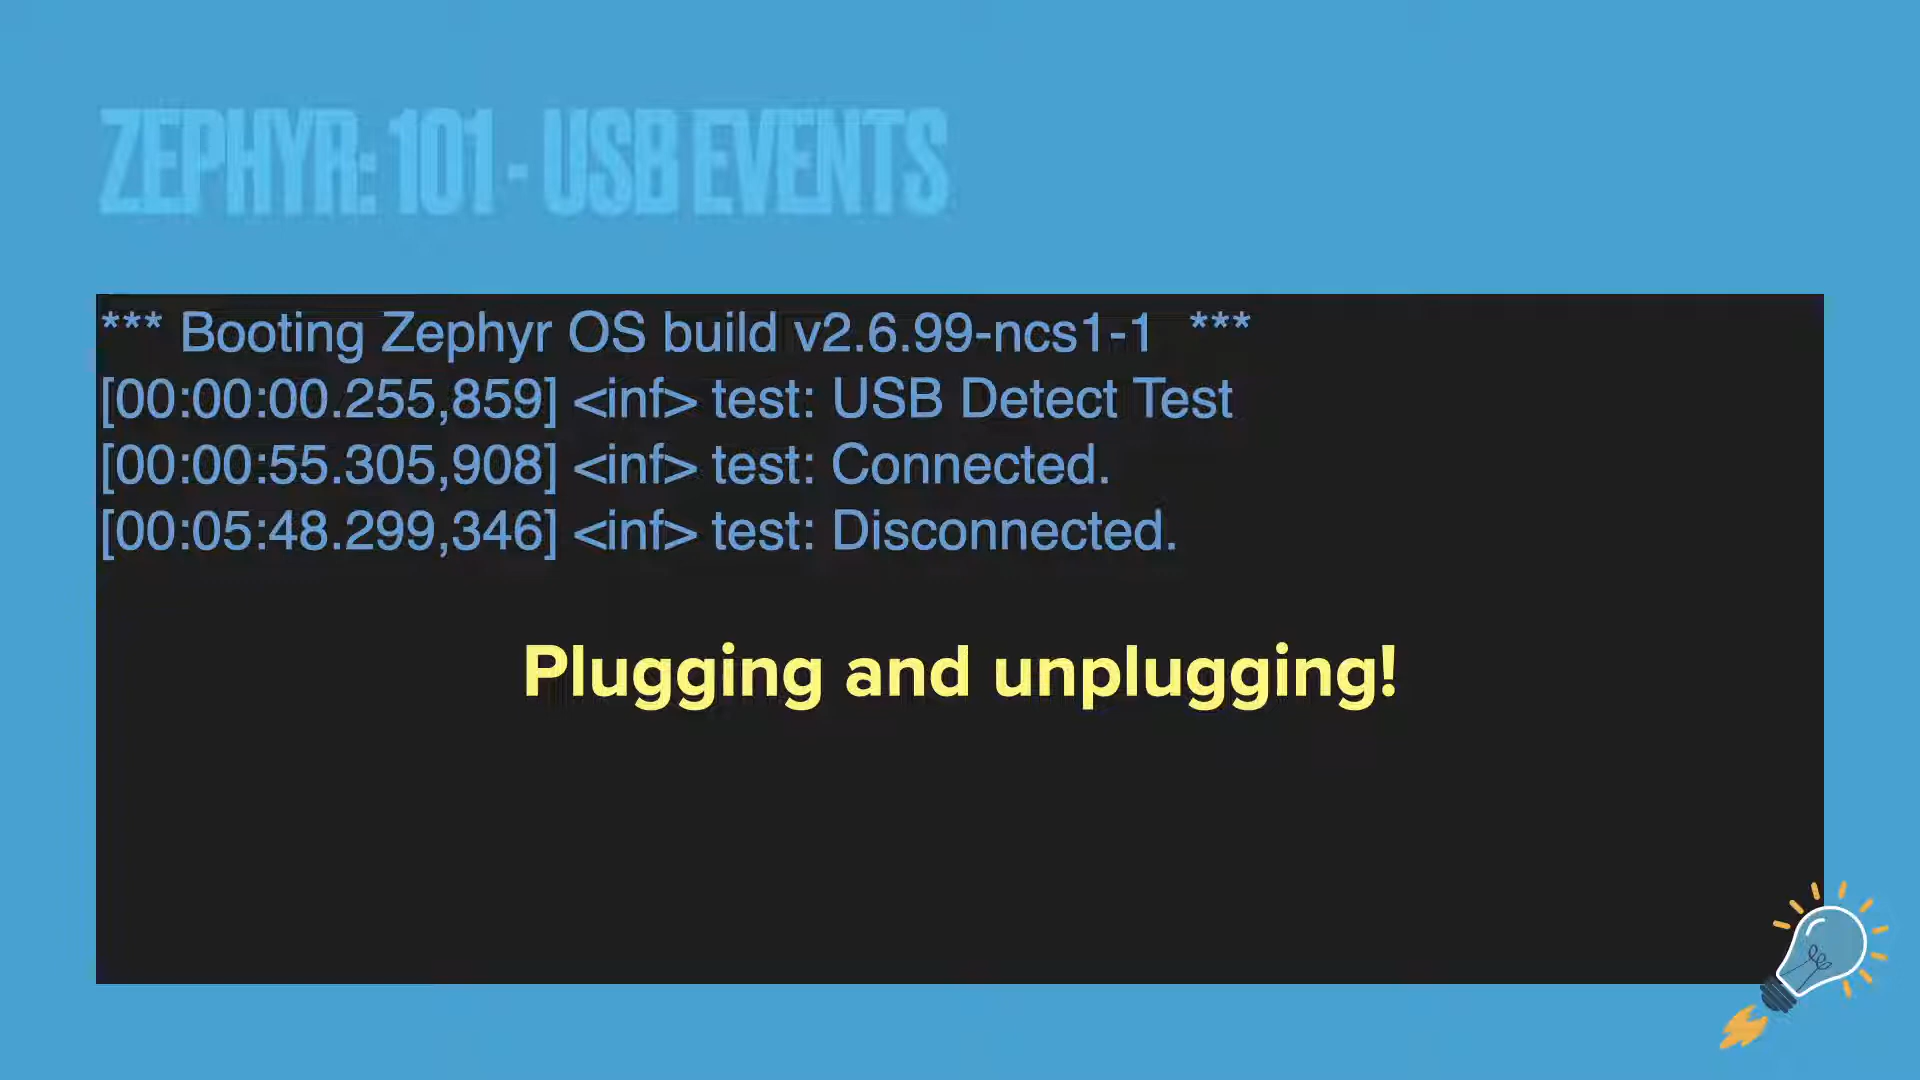 ZEPHYR: 101 - USB EVENTS
*** Booting Zephyr OS build v2.6.99-ncs1-1  ***
[00:00:00.255,859] <inf> test: USB Detect Test
[00:00:55.305,908] <inf> test: Connected.
[00:05:48.299,346] <inf> test: Disconnected.
Plugging and unplugging!